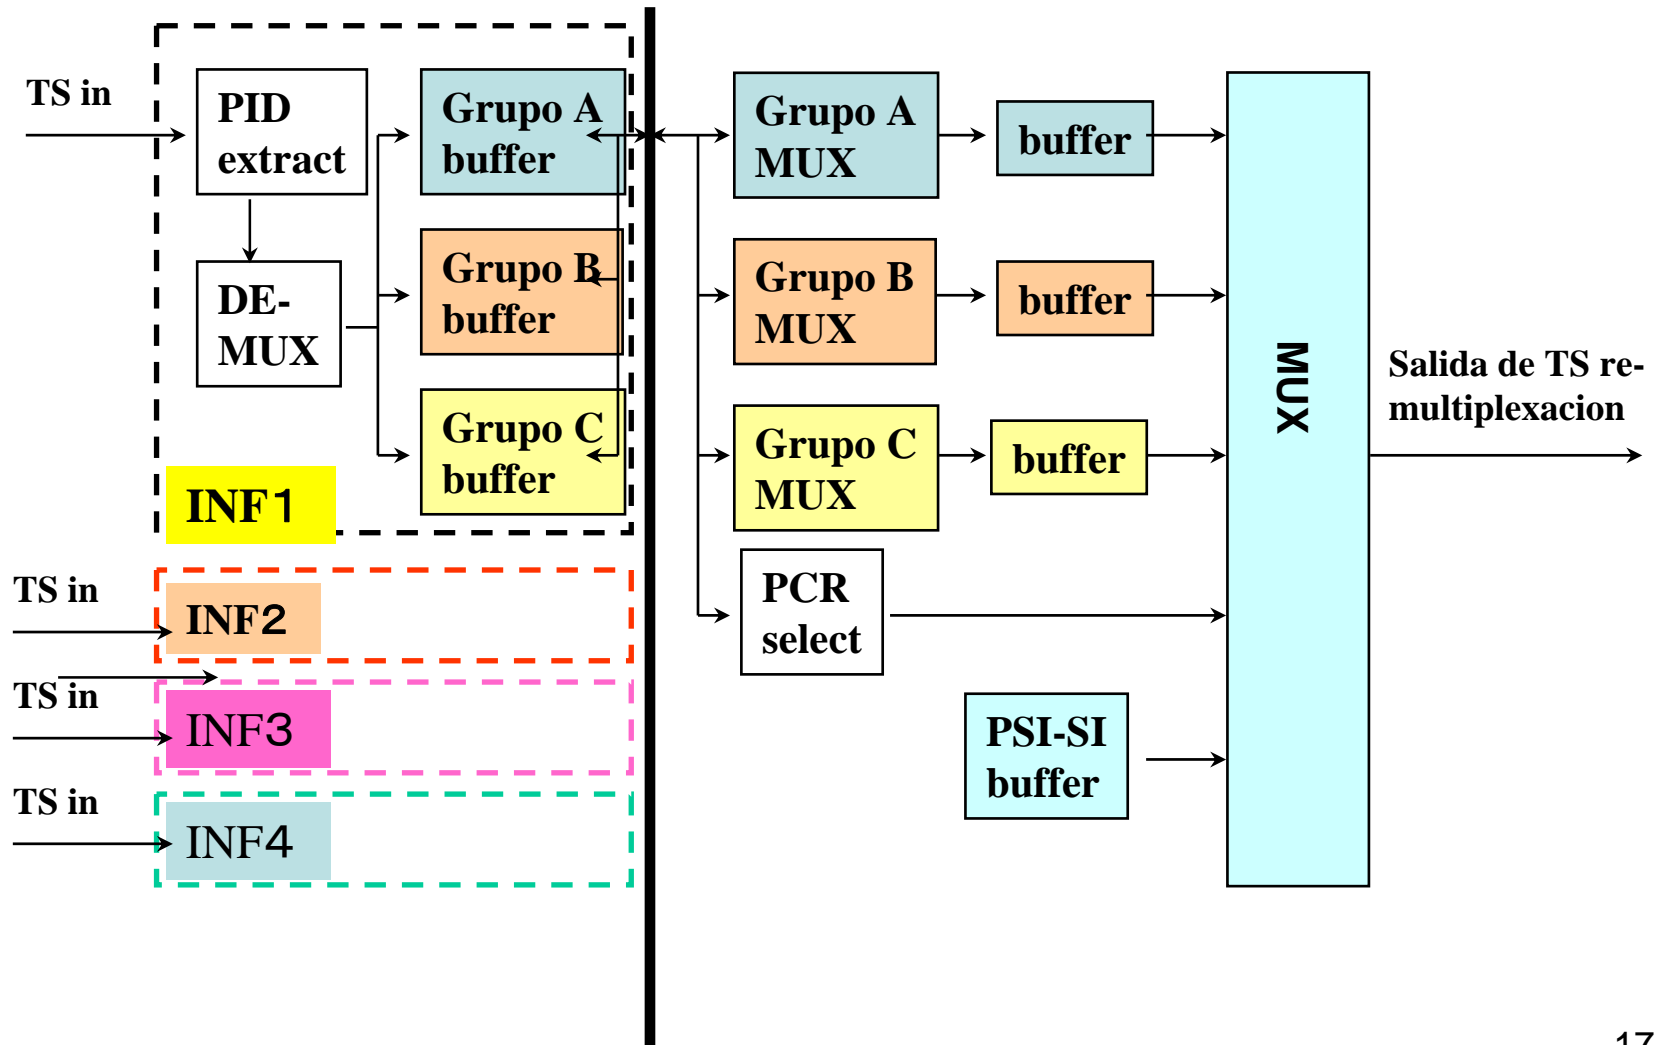 TS in
PID
extract
DE-
MUX
Grupo A
buffer
Grupo B
buffer
Grupo C
buffer
INF1
TS in
INF2
TS in
INF3
TS in
INF4
Grupo A
MUX
buffer
Grupo B
MUX
buffer
Grupo C
MUX
buffer
PCR
select
PSI-SI
buffer
MUX
Salida de TS re-
multiplexacion
17